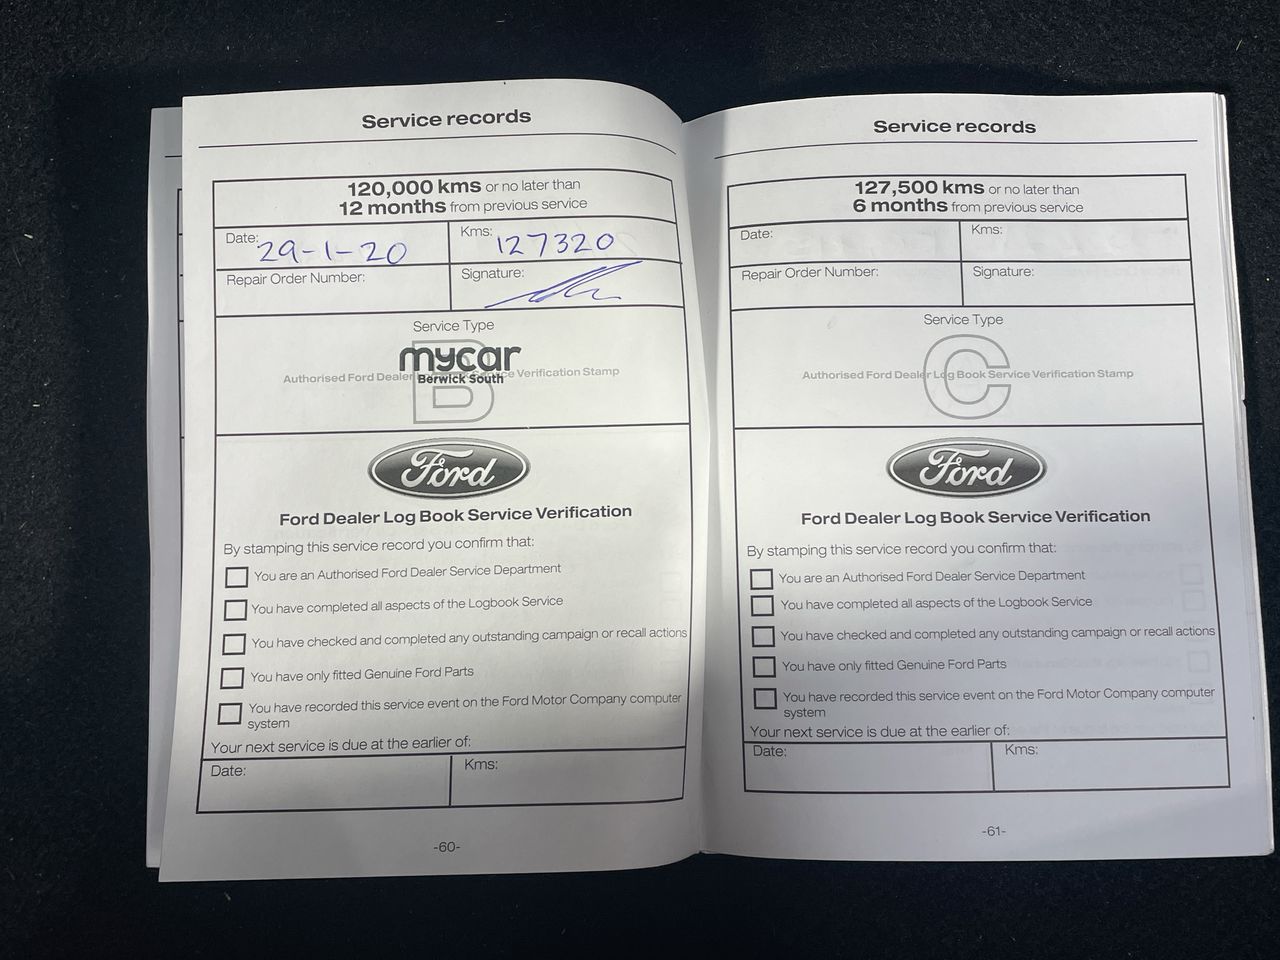 Service records
120,000 kms or no later than
12 months from previous service
Date: 29-1-20
Kms: 127320
Repair Order Number:
Signature:
Service Type
B
mycar
Berwick South
Authorised Ford Dealer Log Book Service Verification Stamp
Ford
Ford Dealer Log Book Service Verification
By stamping this service record you confirm that:
You are an Authorised Ford Dealer Service Department
You have completed all aspects of the Logbook Service
You have checked and completed any outstanding campaign or recall actions
You have only fitted Genuine Ford Parts
You have recorded this service event on the Ford Motor Company computer
system
Your next service is due at the earlier of:
Date:
Kms:
-60-
Service records
127,500 kms or no later than
6 months from previous service
Date:
Kms:
Repair Order Number:
Signature:
Service Type
C
Authorised Ford Dealer Log Book Service Verification Stamp
Ford
Ford Dealer Log Book Service Verification
By stamping this service record you confirm that:
You are an Authorised Ford Dealer Service Department
You have completed all aspects of the Logbook Service
You have checked and completed any outstanding campaign or recall actions
You have only fitted Genuine Ford Parts
You have recorded this service event on the Ford Motor Company computer
system
Your next service is due at the earlier of:
Date:
Kms:
-61-